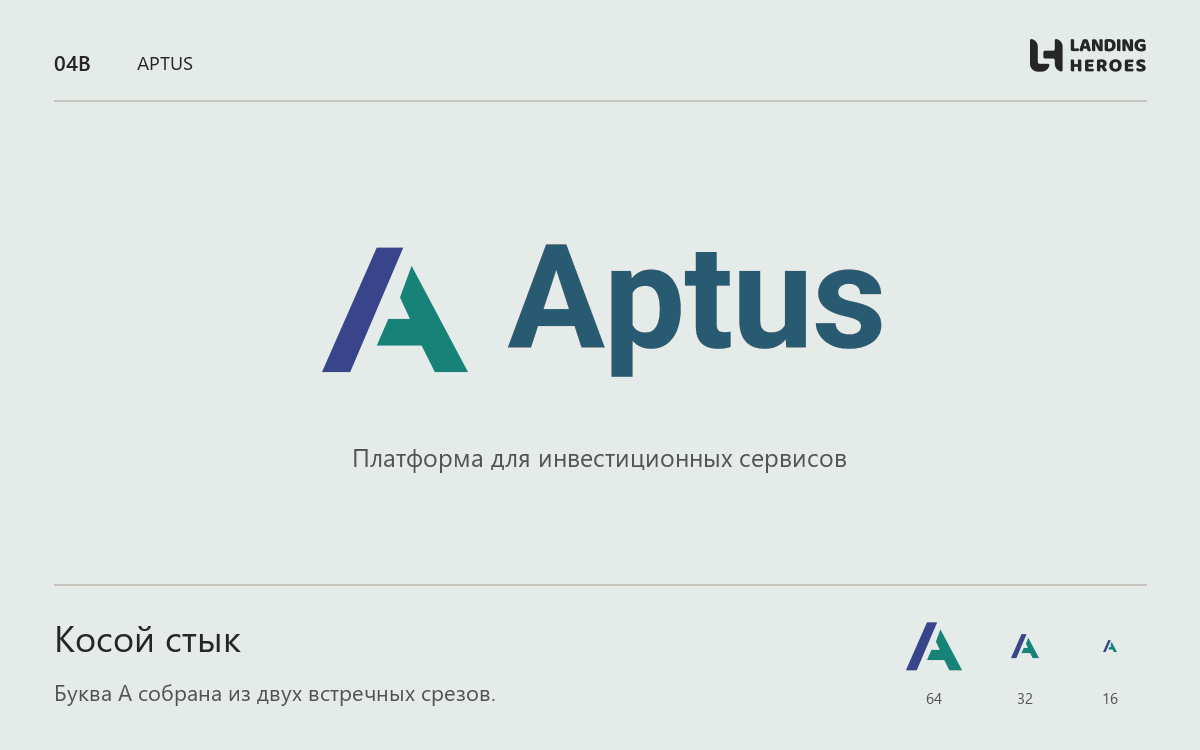 04B
APTUS
LANDING
HEROES
Aptus
Платформа для инвестиционных сервисов
Косой стык
Буква А собрана из двух встречных срезов.
64
32
16